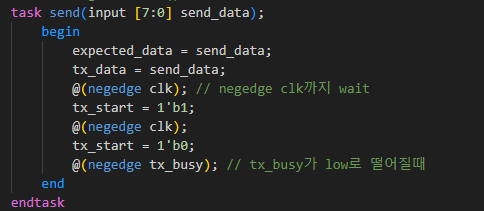 task send(input [7:0] send_data);
begin
expected_data = send_data;
tx_data = send_data;
@(negedge clk); // negedge clk까지 wait
tx_start = 1'b1;
@(negedge clk);
tx_start = 1'b0;
@(negedge tx_busy); // tx_busy가 low로 떨어질때
end
endtask